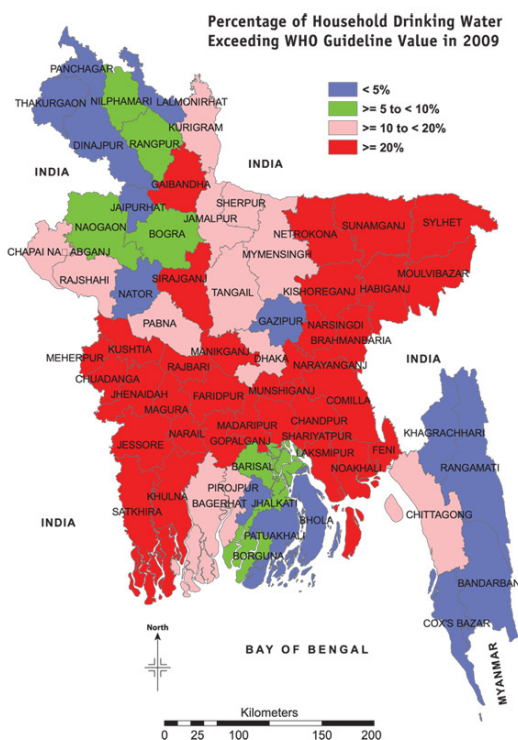 Percentage of Household Drinking Water
Exceeding WHO Guideline Value in 2009
< 5%
>= 5 to < 10%
>= 10 to < 20%
>= 20%
PANCHAGAR
THAKURGAON
NILPHAMARI
LALMONIRHAT
KURIGRAM
DINAJPUR
RANGPUR
INDIA
INDIA
GAIBANDHA
JAIPURHAT
SHERPUR
JAMALPUR
NAOGAON
BOGRA
NETROKONA
SUNAMGANJ
SYLHET
CHAPAI NA
ABGANJ
MYMENSINGH
MOULVIBAZAR
RAJSHAHI
NATOR
SIRAJGANJ
TANGAIL
KISHOREGANJ
HABIGANJ
PABNA
GAZIPUR
NARSINGDI
BRAHMANBARIA
MEHERPUR
KUSHTIA
MANIKGANJ
DHAKA
INDIA
CHUADANGA
RAJBARI
NARAYANGANJ
JHENAIDAH
FARIDPUR
MUNSHIGANJ
COMILLA
MAGURA
MADARIPUR
CHANDPUR
KHAGRACHHARI
JESSORE
NARAIL
GOPALGANJ
SHARIYATPUR
LAKSMIPUR
FENI
BARISAL
NOAKHALI
RANGAMATI
PIROJPUR
KHULNA
BAGERHAT
JHALKATI
CHITTAGONG
SATKHIRA
BHOLA
INDIA
PATUAKHALI
BORGUNA
BANDARBAN
COX'S BAZAR
North
BAY OF BENGAL
MYANMAR
Kilometers
0 25 50 100 150 200